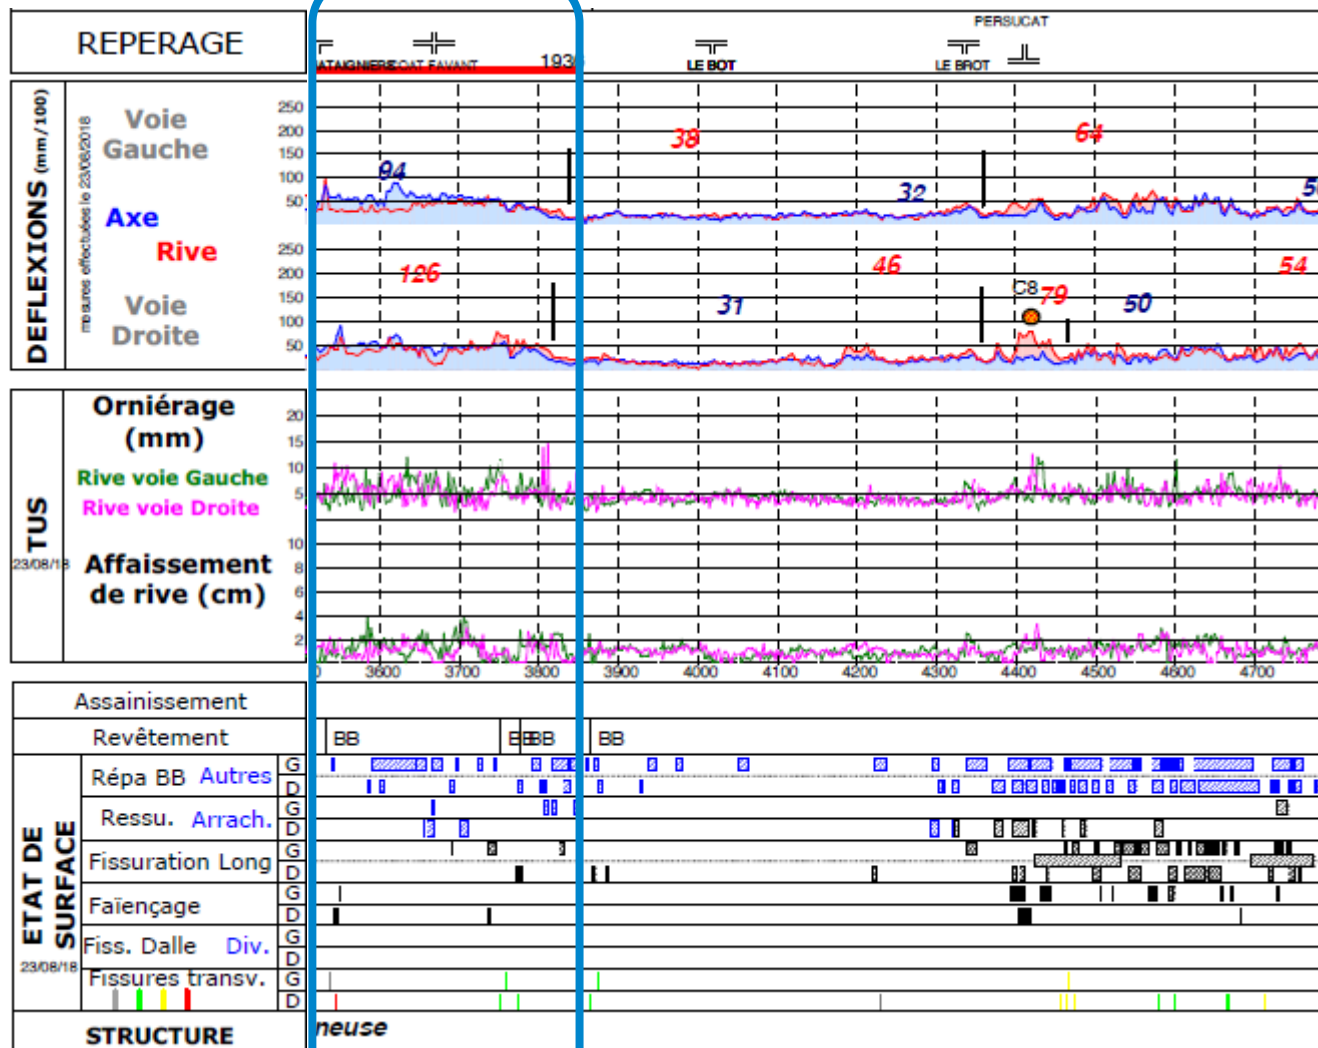 PERSUCAT
REPERAGE
ATAIGNIERS COAT FAVANT
193
LE BOT
LE BROT
DEFLEXIONS (mm/100)
mesures effectuées le 23/08/2018
Voie
Gauche
Axe
Rive
Voie
Droite
250
200
150
100
50
94
38
32
64
250
200
150
100
50
126
31
46
C8
79
50
54
TUS
23/08/18
Orniérage
(mm)
Rive voie Gauche
Rive voie Droite
Affaissement
de rive (cm)
20
15
10
5
10
8
6
4
2
0 3600 3700 3800 3900 4000 4100 4200 4300 4400 4500 4600 4700
Assainissement
Revêtement
BB
BB
BB
ETAT DE
SURFACE
23/08/18
Répa BB Autres
G
D
Ressu. Arrach.
G
D
Fissuration Long
G
D
Faïençage
G
D
Fiss. Dalle Div.
G
D
Fissures transv.
G
D
STRUCTURE
neuse